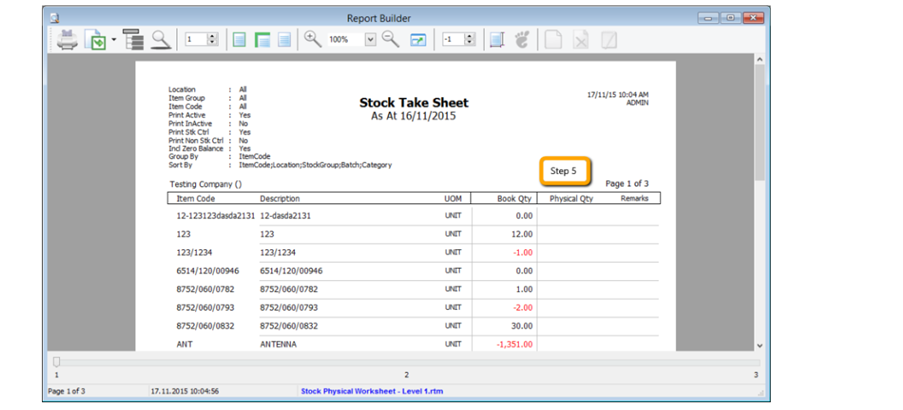 Report Builder
1 100% -1
Location : All
Item Group : All
Item Code : All
Print Active : Yes
Print InActive : No
Print Stk Ctrl : Yes
Print Non Stk Ctrl : No
Incl Zero Balance : Yes
Group By : ItemCode
Sort By : ItemCode;Location;StockGroup;Batch;Category
Stock Take Sheet
As At 16/11/2015
17/11/15 10:04 AM
ADMIN
Step 5
Testing Company () Page 1 of 3
Item Code Description UOM Book Qty Physical Qty Remarks
12-123123dasda2131 12-dasda2131 UNIT 0.00
123 123 UNIT 12.00
123/1234 123/1234 UNIT -1.00
6514/120/00946 6514/120/00946 UNIT 0.00
8752/060/0782 8752/060/0782 UNIT 1.00
8752/060/0793 8752/060/0793 UNIT -2.00
8752/060/0832 8752/060/0832 UNIT 30.00
ANT ANTENNA UNIT -1,351.00
1 2 3
Page 1 of 3 17.11.2015 10:04:56 Stock Physical Worksheet - Level 1.rtm